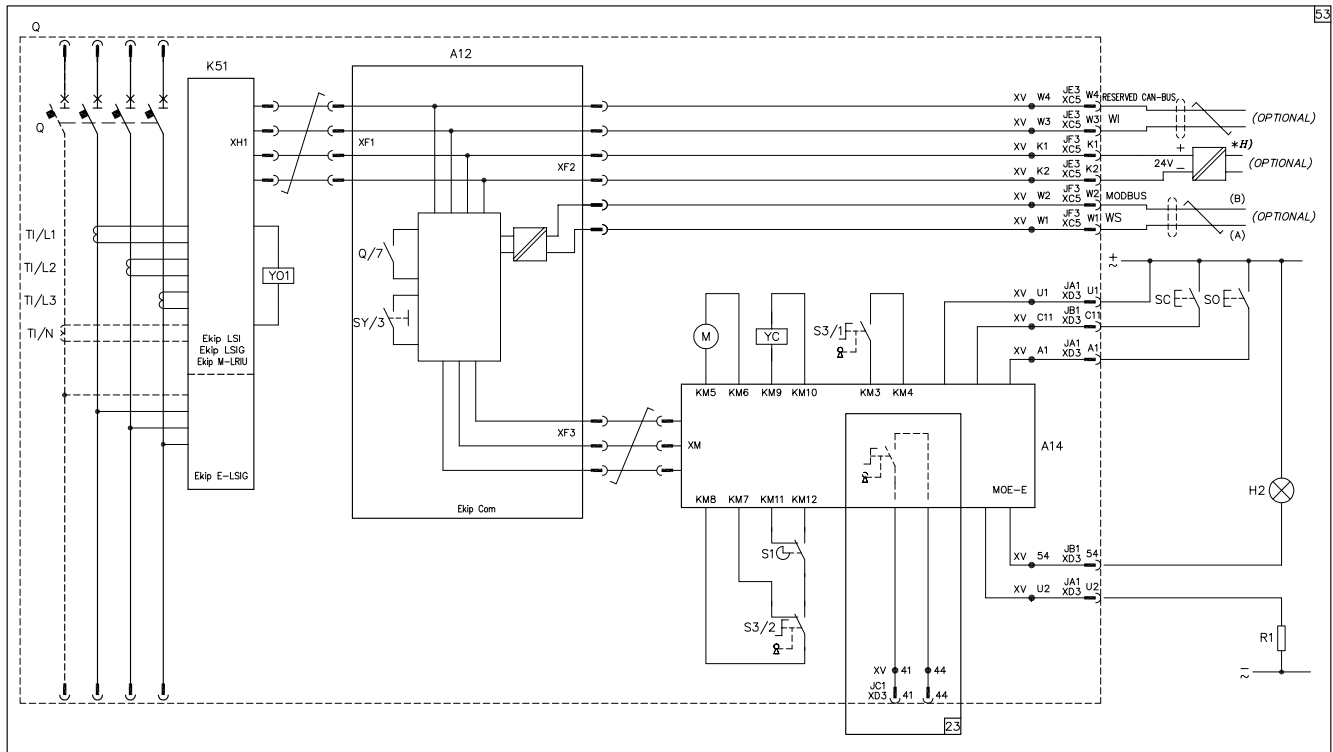 53
Q
K51
A12
Q
XH1
XF1
XF2
XV W4 JE3 XC5 W4 RESERVED CAN-BUS
XV W3 JE3 XC5 W3 WI
(OPTIONAL)
XV K1 JF3 XC5 K1 + *H)
XV K2 JE3 XC5 K2 24V −
(OPTIONAL)
XV W2 JF3 XC5 W2 MODBUS (B)
XV W1 JF3 XC5 W1 WS (A)
(OPTIONAL)
TI/L1
TI/L2
TI/L3
TI/N
YO1
Q/7
SY/3
Ekip LSI
Ekip LSIG
Ekip M-LRIU
Ekip E-LSIG
Ekip Com
+
~
XV U1 JA1 XD3 U1
XV C11 JB1 XD3 C11
XV A1 JA1 XD3 A1
SC
SO
M
YC
S3/1
KM5 KM6 KM9 KM10 KM3 KM4
XF3
XM
A14
MOE-E
KM8 KM7 KM11 KM12
S1
S3/2
H2
XV 54 JB1 XD3 54
XV U2 JA1 XD3 U2
R1
XV 41 44
JC1
XD3 41 44
23
−
~